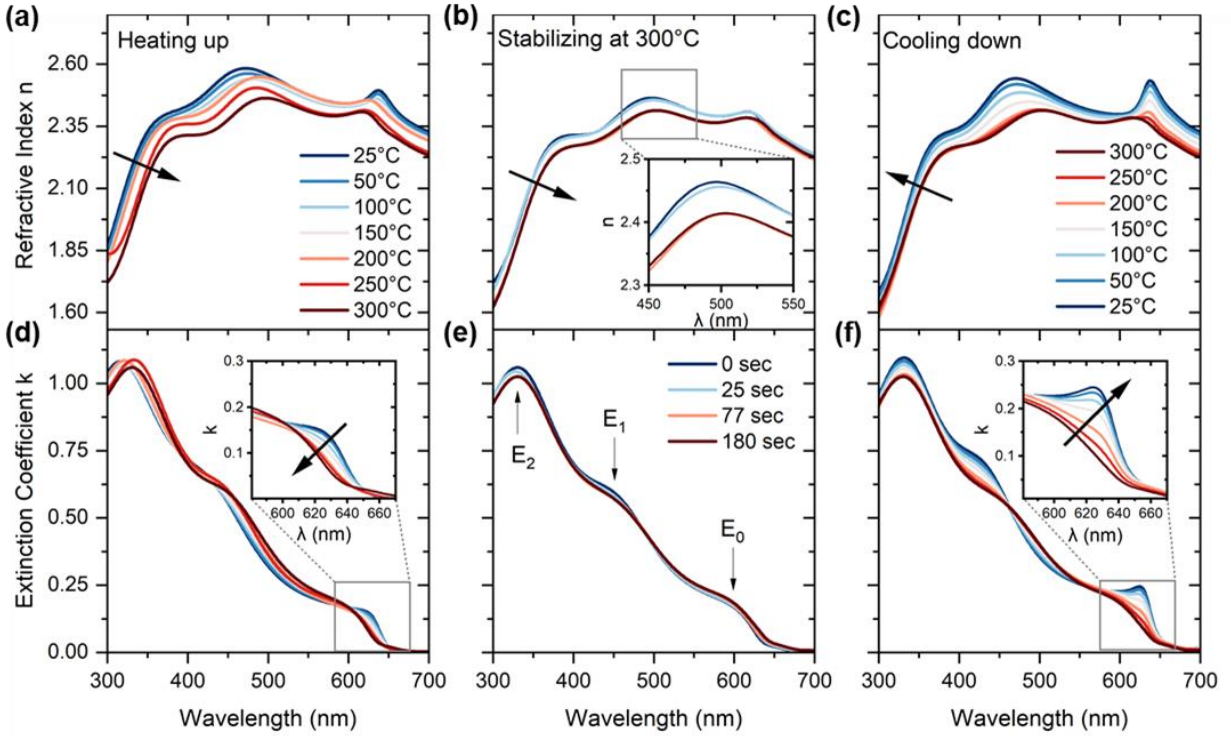 (a)
Heating up
Refractive Index n
2.60
2.35
2.10
1.85
1.60
25°C
50°C
100°C
150°C
200°C
250°C
300°C
(b)
Stabilizing at 300°C
n
2.5
2.4
2.3
450
500
550
λ (nm)
(c)
Cooling down
300°C
250°C
200°C
150°C
100°C
50°C
25°C
(d)
Extinction Coefficient k
1.00
0.75
0.50
0.25
0.00
k
0.3
0.2
0.1
600 620 640 660
λ (nm)
300 400 500 600 700
Wavelength (nm)
(e)
0 sec
25 sec
77 sec
180 sec
E2
E1
E0
300 400 500 600 700
Wavelength (nm)
(f)
k
0.3
0.2
0.1
600 620 640 660
λ (nm)
300 400 500 600 700
Wavelength (nm)